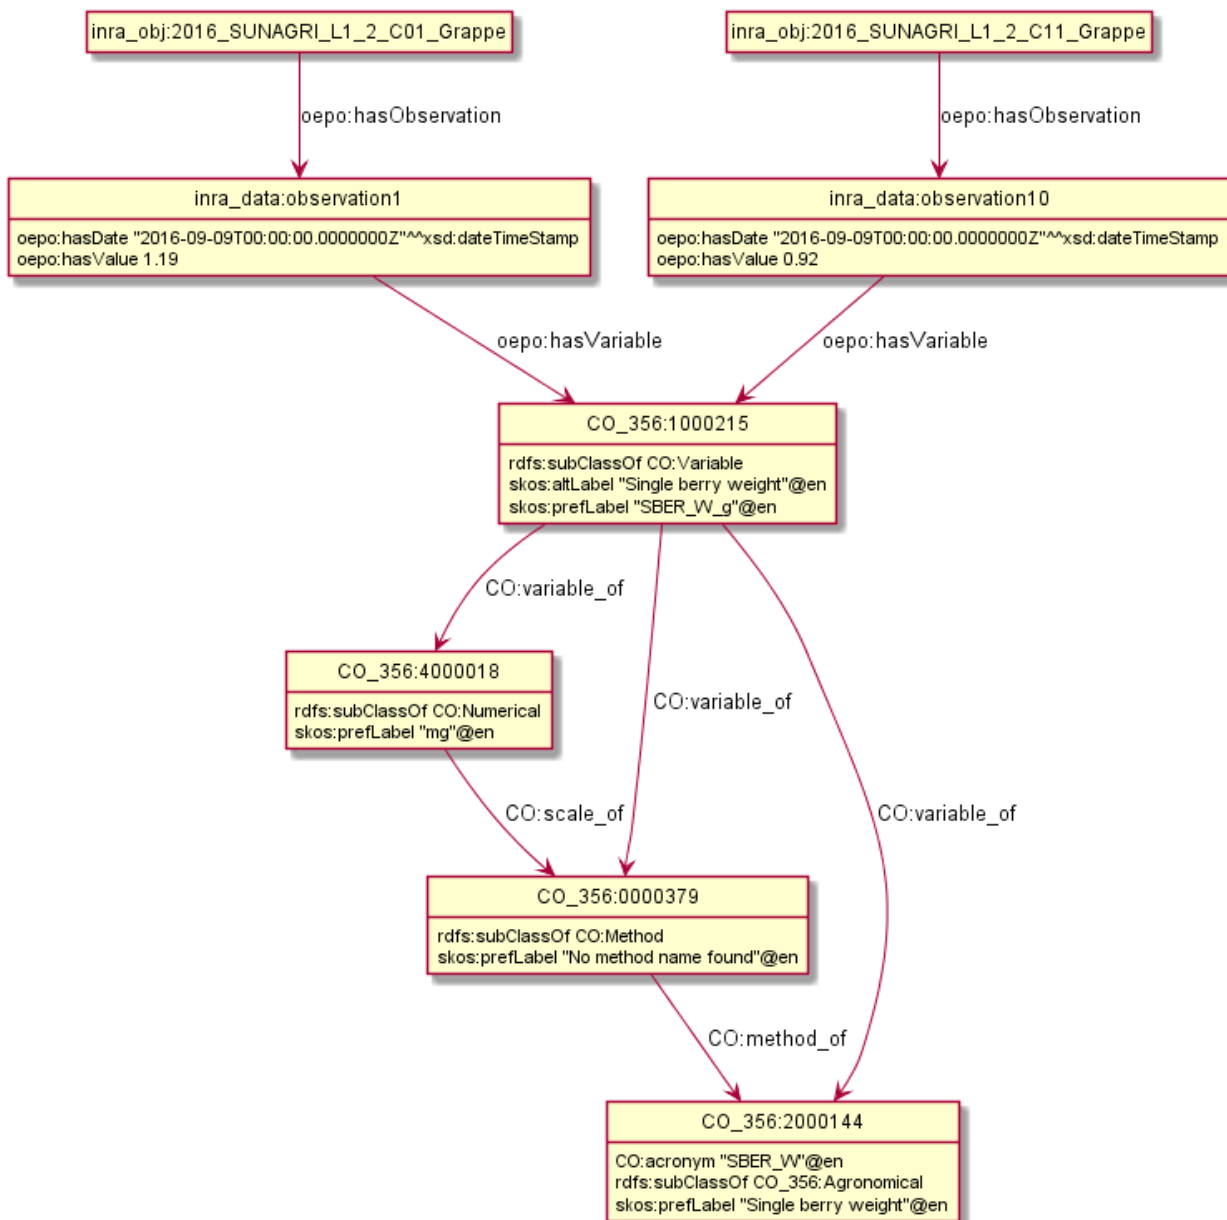 inra_obj:2016_SUNAGRI_L1_2_C01_Grappe
inra_obj:2016_SUNAGRI_L1_2_C11_Grappe
oepo:hasObservation
oepo:hasObservation
inra_data:observation1
oepo:hasDate "2016-09-09T00:00:00.0000000Z"^^xsd:dateTimeStamp
oepo:hasValue 1.19
inra_data:observation10
oepo:hasDate "2016-09-09T00:00:00.0000000Z"^^xsd:dateTimeStamp
oepo:hasValue 0.92
oepo:hasVariable
oepo:hasVariable
CO_356:1000215
rdfs:subClassOf CO:Variable
skos:altLabel "Single berry weight"@en
skos:prefLabel "SBER_W_g"@en
CO:variable_of
CO_356:4000018
rdfs:subClassOf CO:Numerical
skos:prefLabel "mg"@en
CO:variable_of
CO:scale_of
CO:variable_of
CO_356:0000379
rdfs:subClassOf CO:Method
skos:prefLabel "No method name found"@en
CO:method_of
CO_356:2000144
CO:acronym "SBER_W"@en
rdfs:subClassOf CO_356:Agronomical
skos:prefLabel "Single berry weight"@en